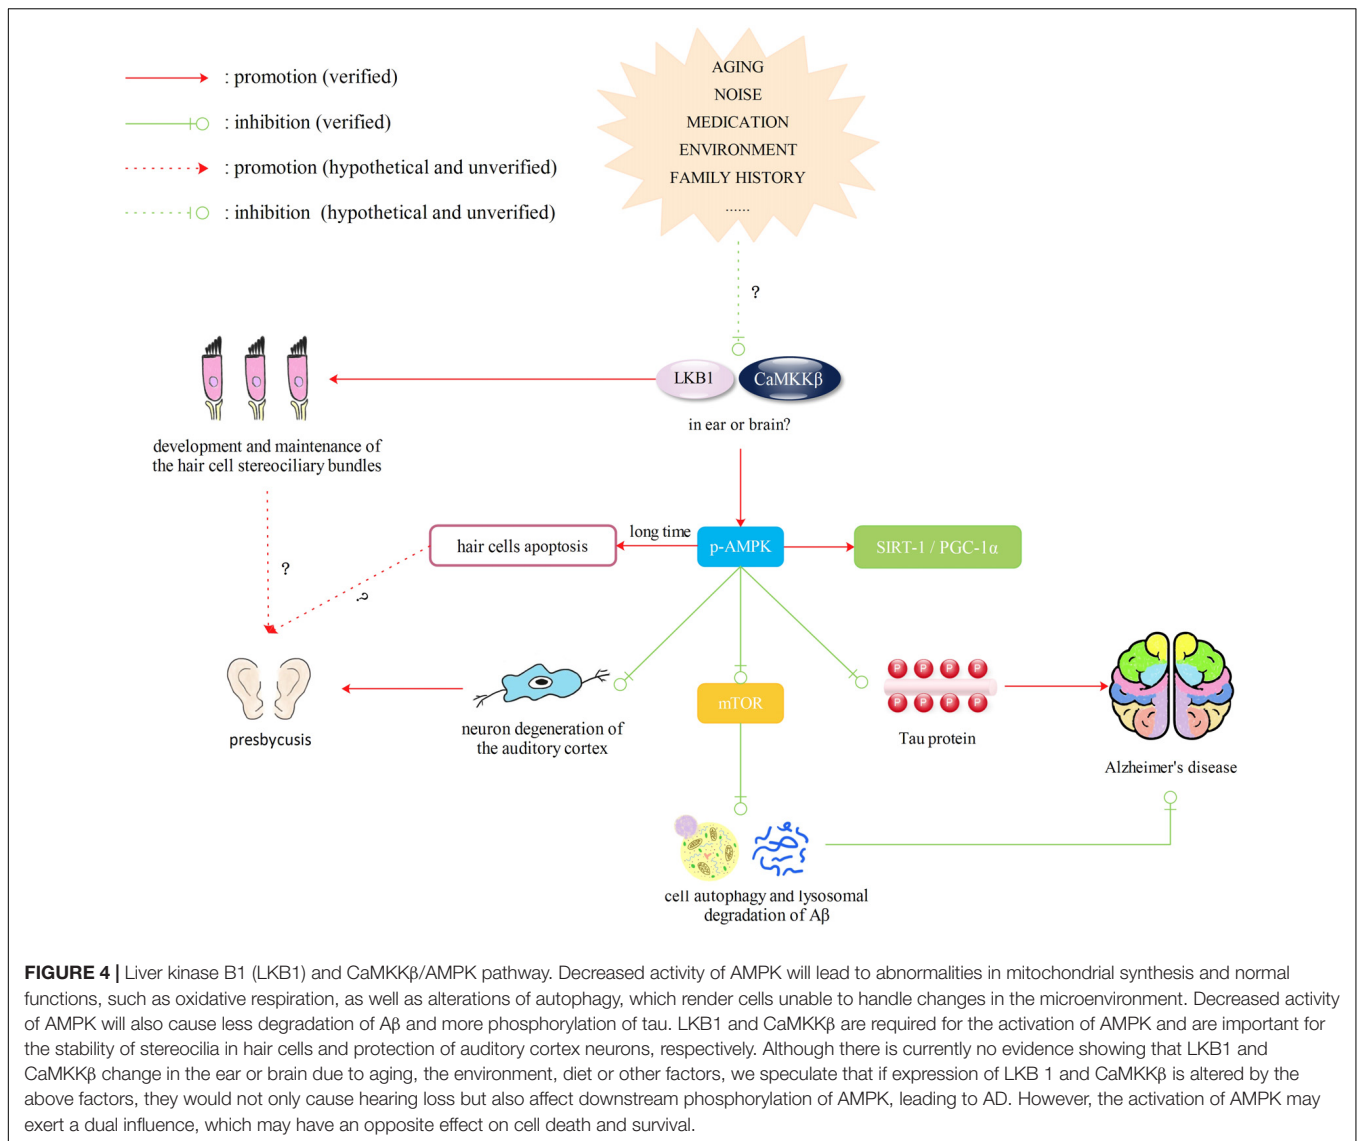 : promotion (verified)
: inhibition (verified)
: promotion (hypothetical and unverified)
: inhibition (hypothetical and unverified)
AGING
NOISE
MEDICATION
ENVIRONMENT
FAMILY HISTORY
......
?
LKB1
CaMKKβ
in ear or brain?
development and maintenance of
the hair cell stereociliary bundles
hair cells apoptosis
long time
p-AMPK
SIRT-1 / PGC-1α
?
?
presbycusis
neuron degeneration of
the auditory cortex
mTOR
P P P P
P P P P
Tau protein
Alzheimer's disease
cell autophagy and lysosomal
degradation of Aβ
FIGURE 4 | Liver kinase B1 (LKB1) and CaMKKβ/AMPK pathway. Decreased activity of AMPK will lead to abnormalities in mitochondrial synthesis and normal
functions, such as oxidative respiration, as well as alterations of autophagy, which render cells unable to handle changes in the microenvironment. Decreased activity
of AMPK will also cause less degradation of Aβ and more phosphorylation of tau. LKB1 and CaMKKβ are required for the activation of AMPK and are important for
the stability of stereocilia in hair cells and protection of auditory cortex neurons, respectively. Although there is currently no evidence showing that LKB1 and
CaMKKβ change in the ear or brain due to aging, the environment, diet or other factors, we speculate that if expression of LKB 1 and CaMKKβ is altered by the
above factors, they would not only cause hearing loss but also affect downstream phosphorylation of AMPK, leading to AD. However, the activation of AMPK may
exert a dual influence, which may have an opposite effect on cell death and survival.